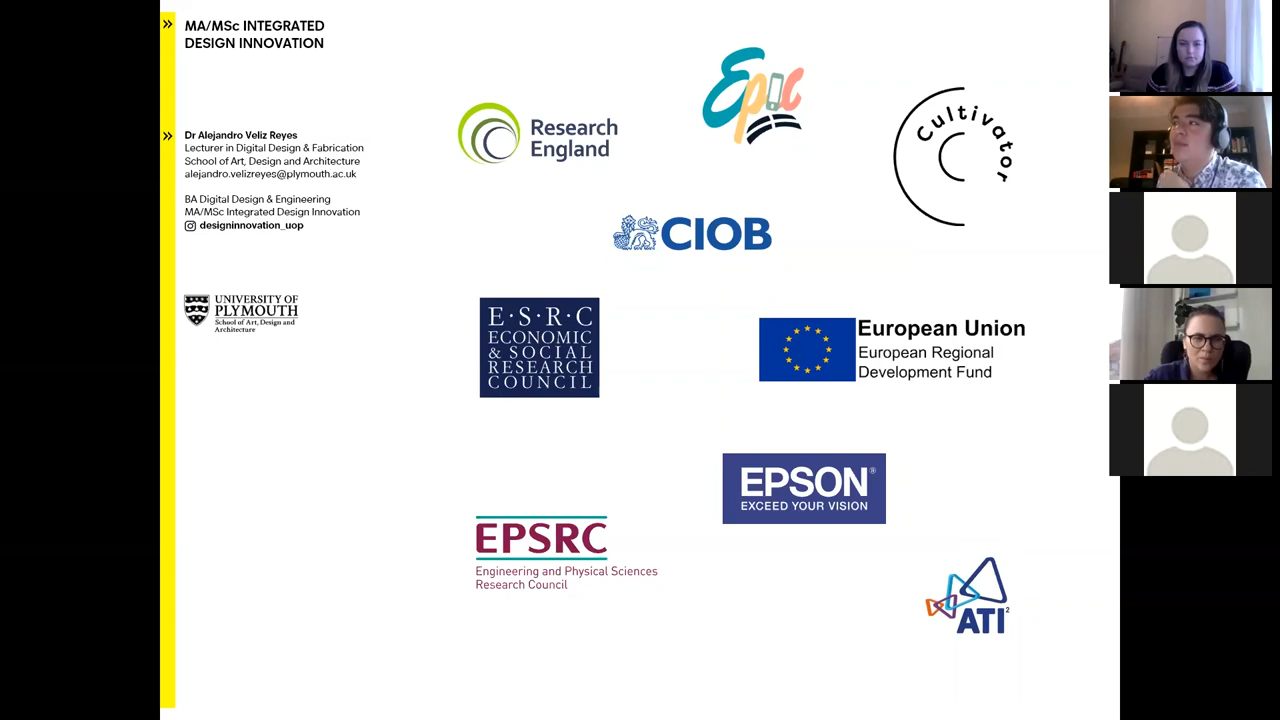 MA/MSc INTEGRATED
DESIGN INNOVATION
Dr Alejandro Veliz Reyes
Lecturer in Digital Design & Fabrication
School of Art, Design and Architecture
alejandro.velizreyes@plymouth.ac.uk
BA Digital Design & Engineering
MA/MSc Integrated Design Innovation
designinnovation_uop
UNIVERSITY OF
PLYMOUTH
School of Art, Design and
Architecture
Research
England
Epic
Cultivator
CIOB
E·S·R·C
ECONOMIC
& SOCIAL
RESEARCH
COUNCIL
European Union
European Regional
Development Fund
EPSON®
EXCEED YOUR VISION
EPSRC
Engineering and Physical Sciences
Research Council
ATI²